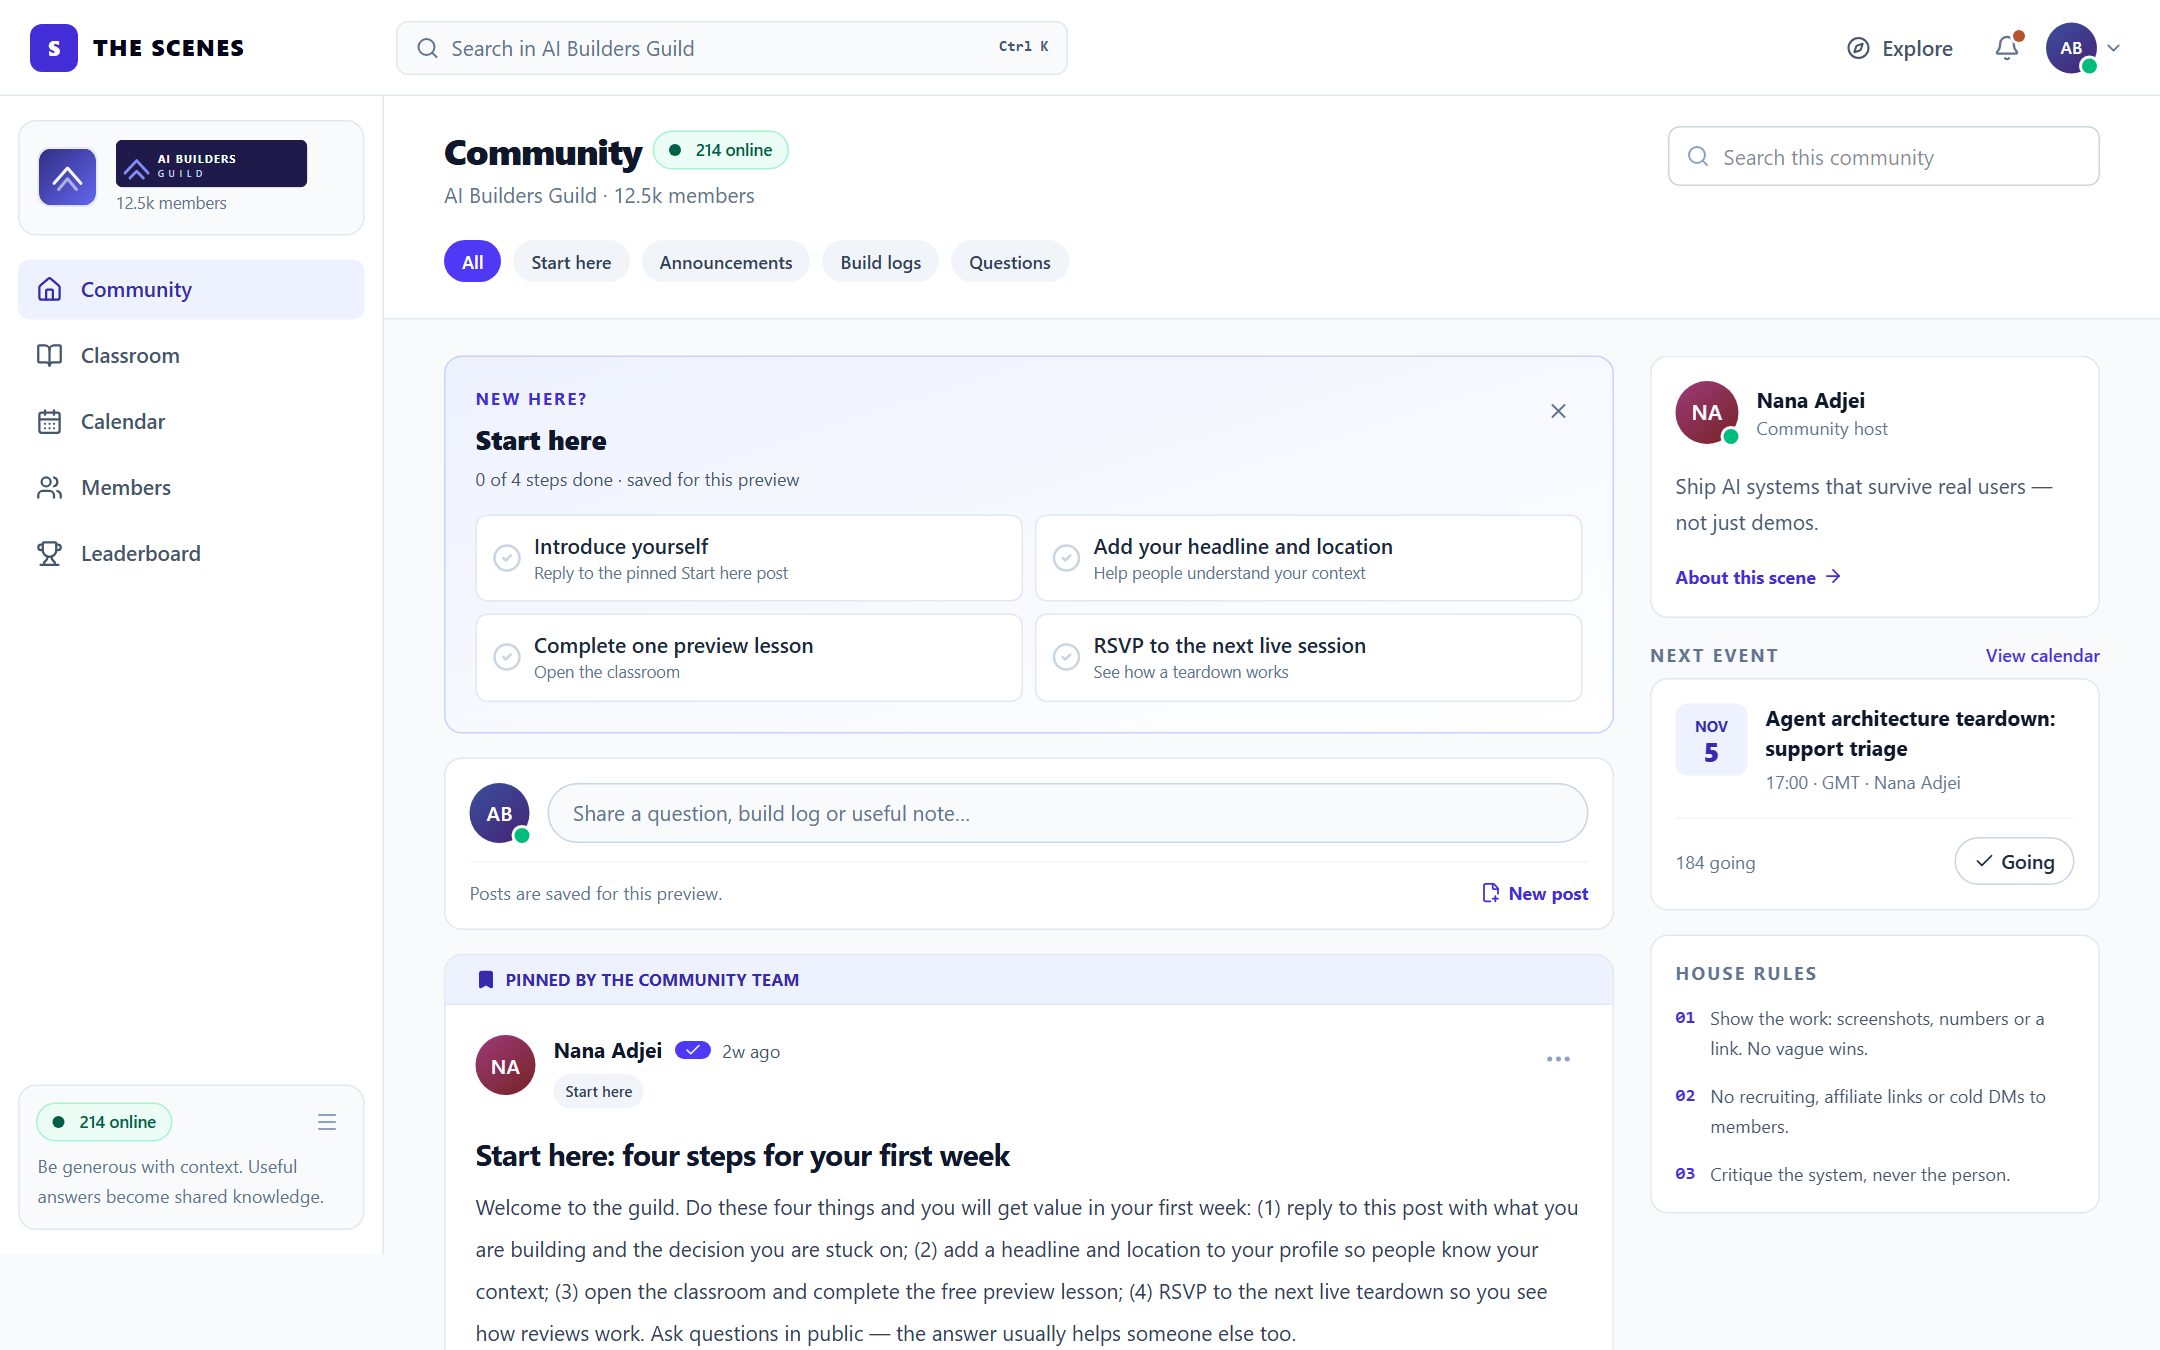 S THE SCENES
Search in AI Builders Guild Ctrl K
Explore
AB
AI BUILDERS
GUILD
12.5k members
Community
Classroom
Calendar
Members
Leaderboard
214 online
Be generous with context. Useful
answers become shared knowledge.
Community 214 online
AI Builders Guild · 12.5k members
Search this community
All Start here Announcements Build logs Questions
NEW HERE?
Start here
0 of 4 steps done · saved for this preview
Introduce yourself
Reply to the pinned Start here post
Add your headline and location
Help people understand your context
Complete one preview lesson
Open the classroom
RSVP to the next live session
See how a teardown works
AB
Share a question, build log or useful note...
Posts are saved for this preview.
New post
PINNED BY THE COMMUNITY TEAM
NA
Nana Adjei 2w ago
Start here
Start here: four steps for your first week
Welcome to the guild. Do these four things and you will get value in your first week: (1) reply to this post with what you
are building and the decision you are stuck on; (2) add a headline and location to your profile so people know your
context; (3) open the classroom and complete the free preview lesson; (4) RSVP to the next live teardown so you see
how reviews work. Ask questions in public — the answer usually helps someone else too.
NA
Nana Adjei
Community host
Ship AI systems that survive real users —
not just demos.
About this scene
NEXT EVENT View calendar
NOV
5
Agent architecture teardown:
support triage
17:00 · GMT · Nana Adjei
184 going
Going
HOUSE RULES
01 Show the work: screenshots, numbers or a
link. No vague wins.
02 No recruiting, affiliate links or cold DMs to
members.
03 Critique the system, never the person.